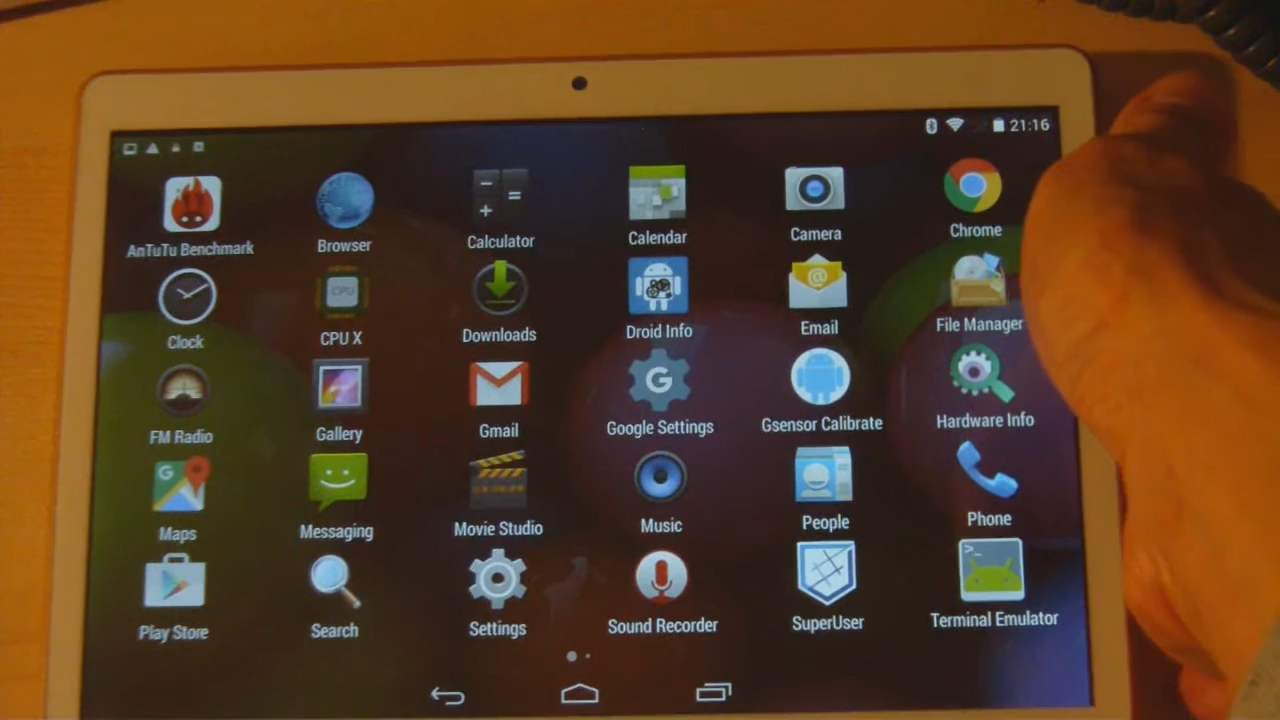 21:16
AnTuTu Benchmark
Browser
Calculator
Calendar
Camera
Chrome
Clock
CPU
CPU X
Downloads
Droid Info
@
Email
File Manager
FM Radio
Gallery
Gmail
G
Google Settings
Gsensor Calibrate
Hardware Info
G
Maps
Messaging
Movie Studio
Music
People
Phone
Play Store
Search
Settings
Sound Recorder
SuperUser
>_
Terminal Emulator